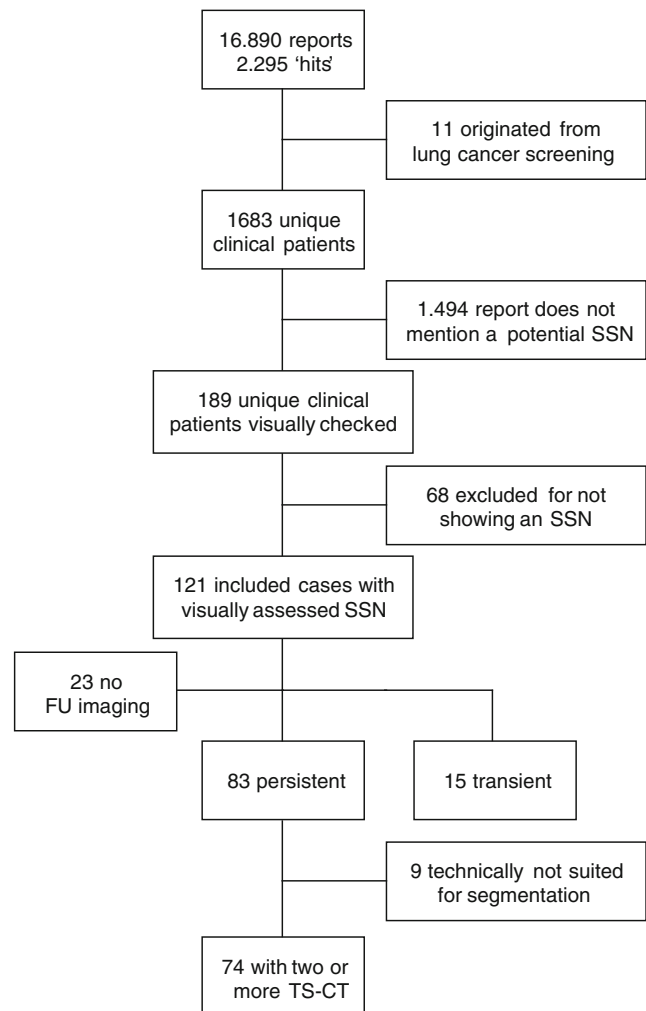 16.890 reports
2.295 ‘hits’
11 originated from
lung cancer screening
1683 unique
clinical patients
1.494 report does not
mention a potential SSN
189 unique clinical
patients visually checked
68 excluded for not
showing an SSN
121 included cases with
visually assessed SSN
23 no
FU imaging
83 persistent
15 transient
9 technically not suited
for segmentation
74 with two or
more TS-CT